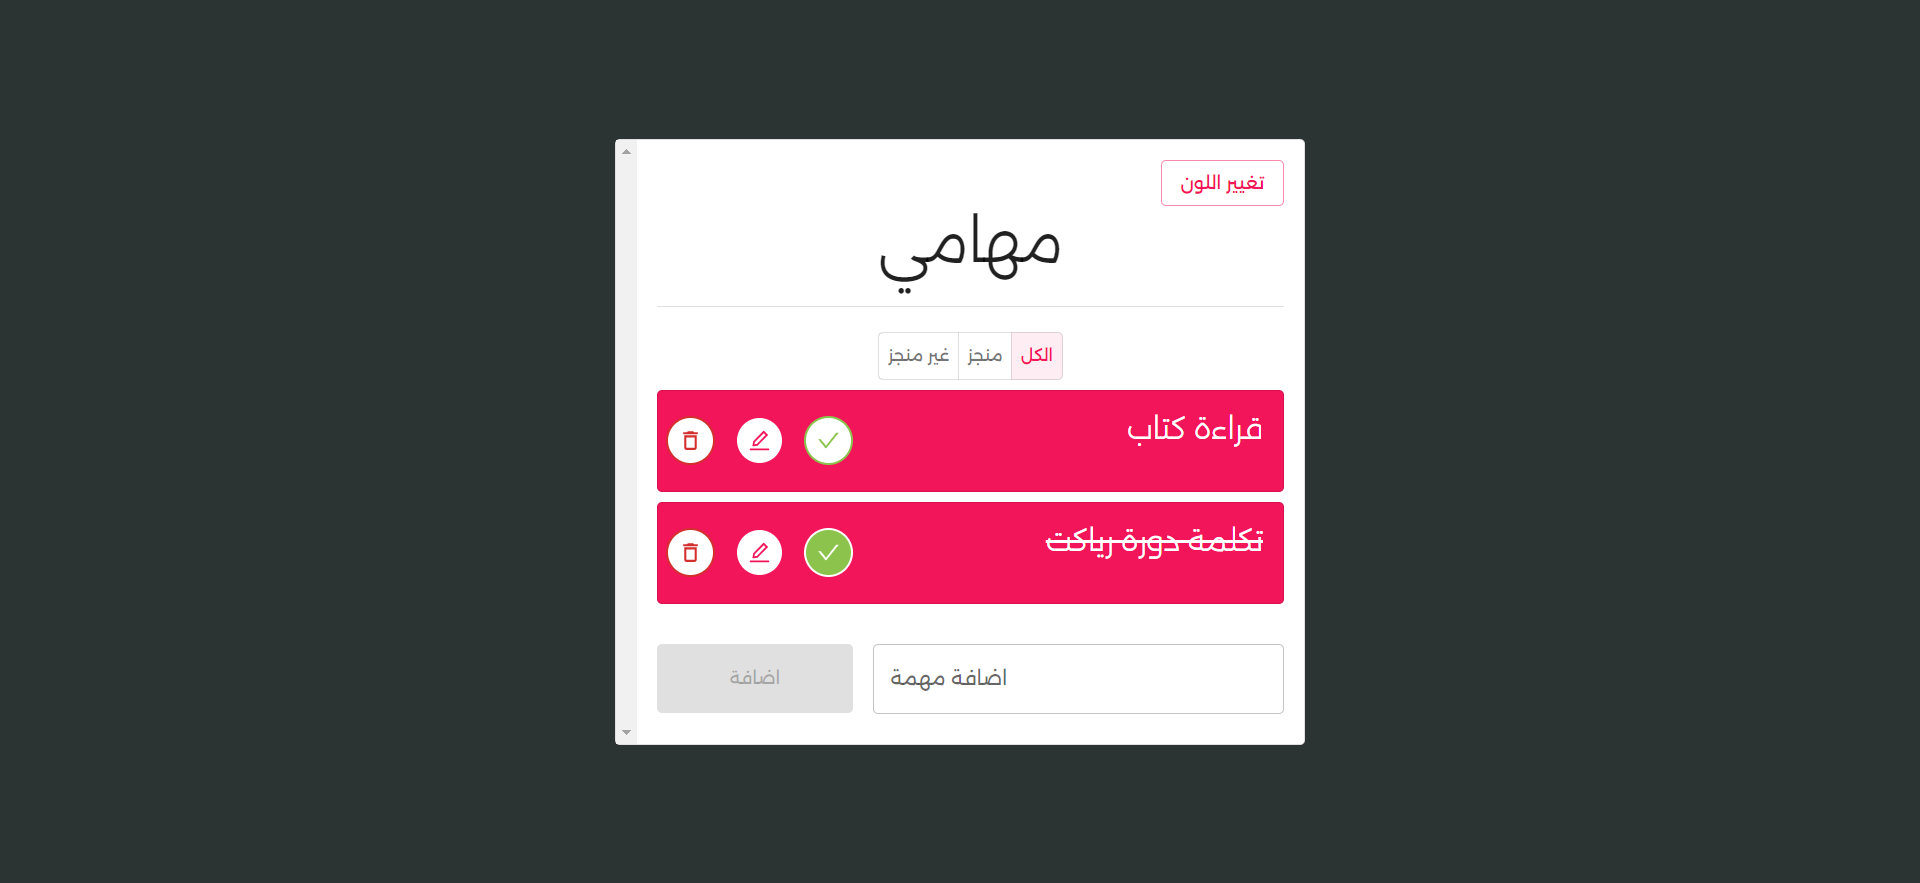 تغيير اللون
مهامي
الكل منجز غير منجز
قراءة كتاب
تكلمة دورة رياكت
اضافة مهمة اضافة